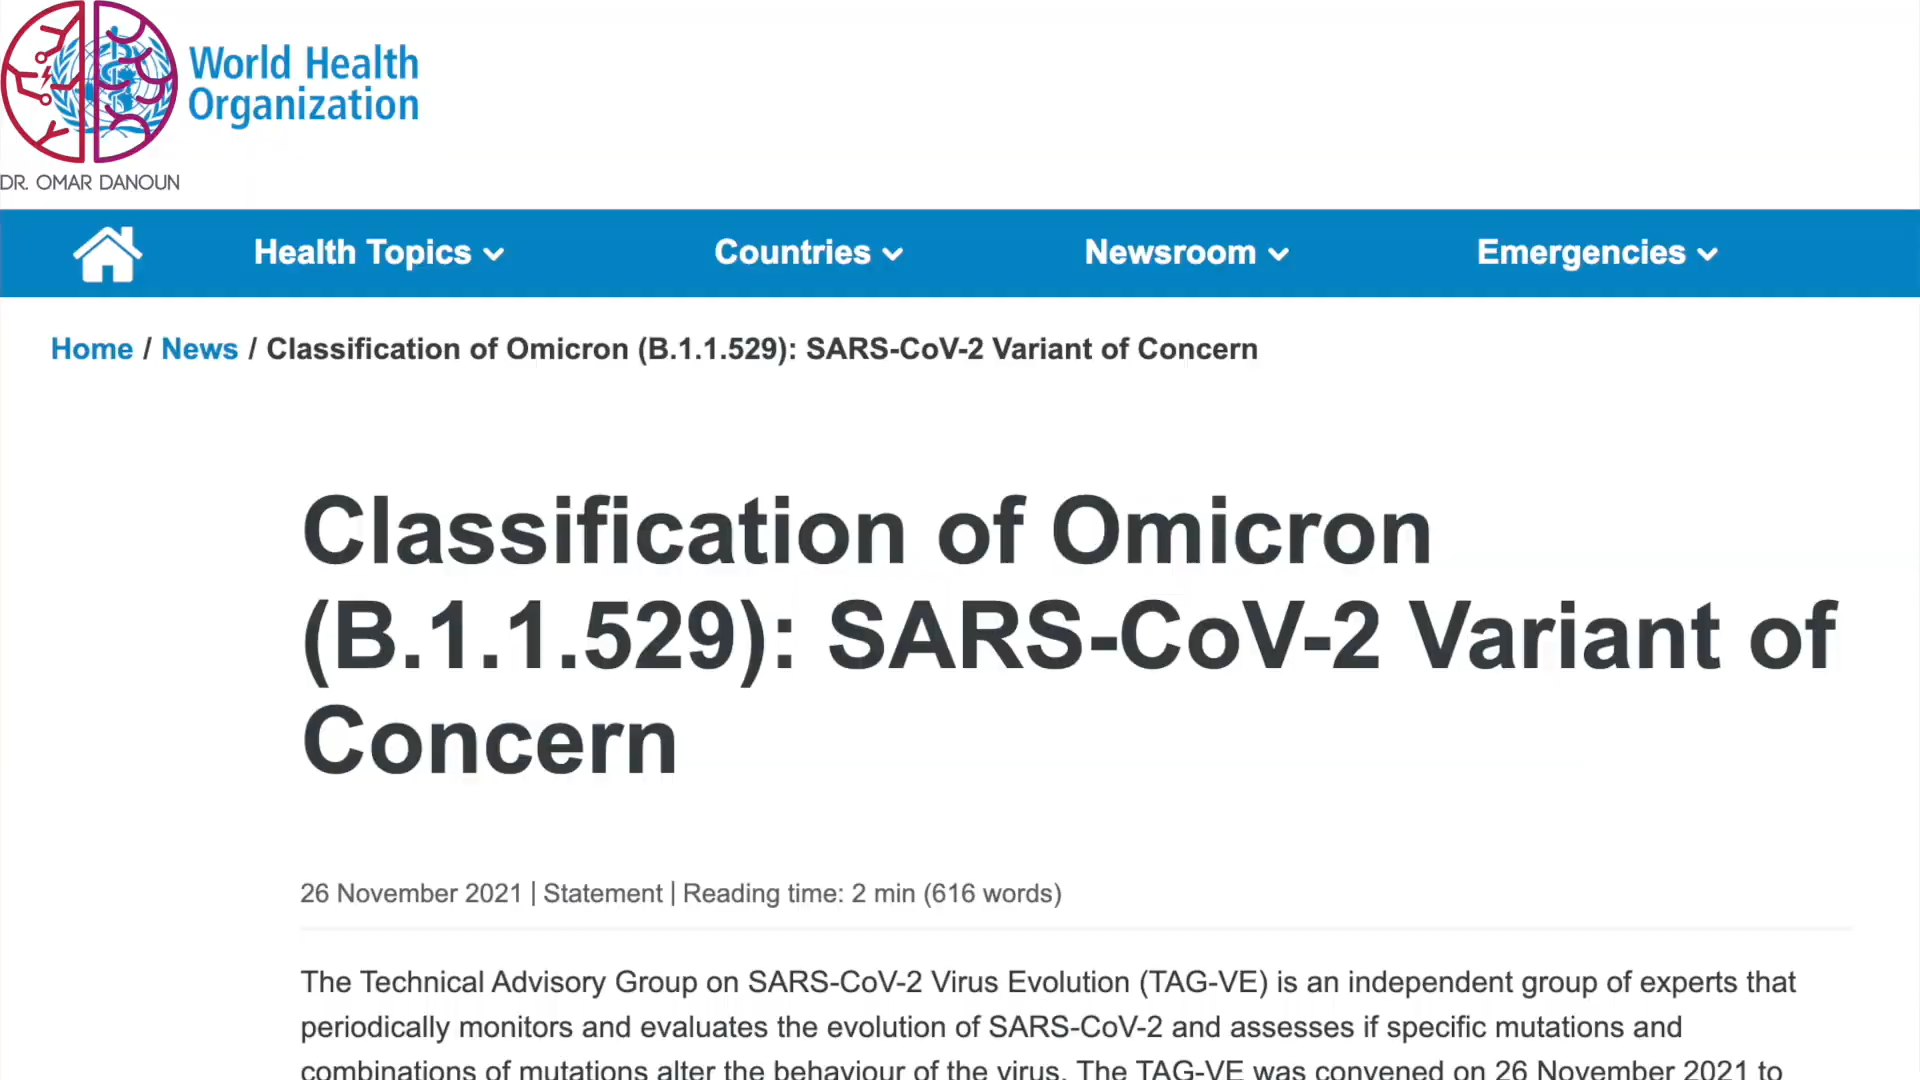 World Health
Organization
DR. OMAR DANOUN
Health Topics
Countries
Newsroom
Emergencies
Home / News / Classification of Omicron (B.1.1.529): SARS-CoV-2 Variant of Concern
Classification of Omicron
(B.1.1.529): SARS-CoV-2 Variant of
Concern
26 November 2021 | Statement | Reading time: 2 min (616 words)
The Technical Advisory Group on SARS-CoV-2 Virus Evolution (TAG-VE) is an independent group of experts that
periodically monitors and evaluates the evolution of SARS-CoV-2 and assesses if specific mutations and
combinations of mutations alter the behaviour of the virus. The TAG-VE was convened on 26 November 2021 to